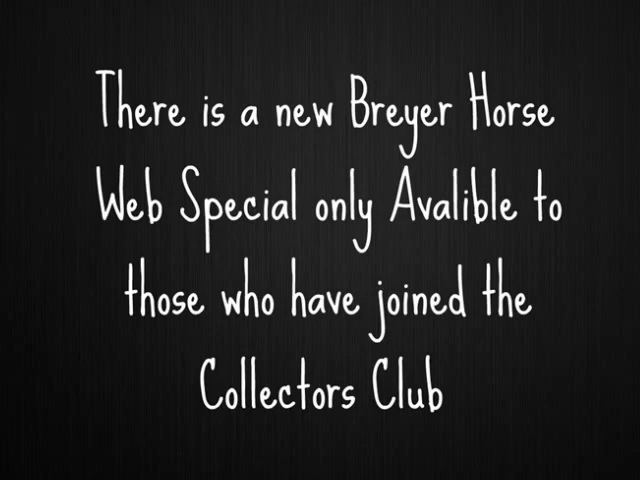 There is a new Breyer Horse
Web Special only Avalible to
those who have joined the
Collectors Club